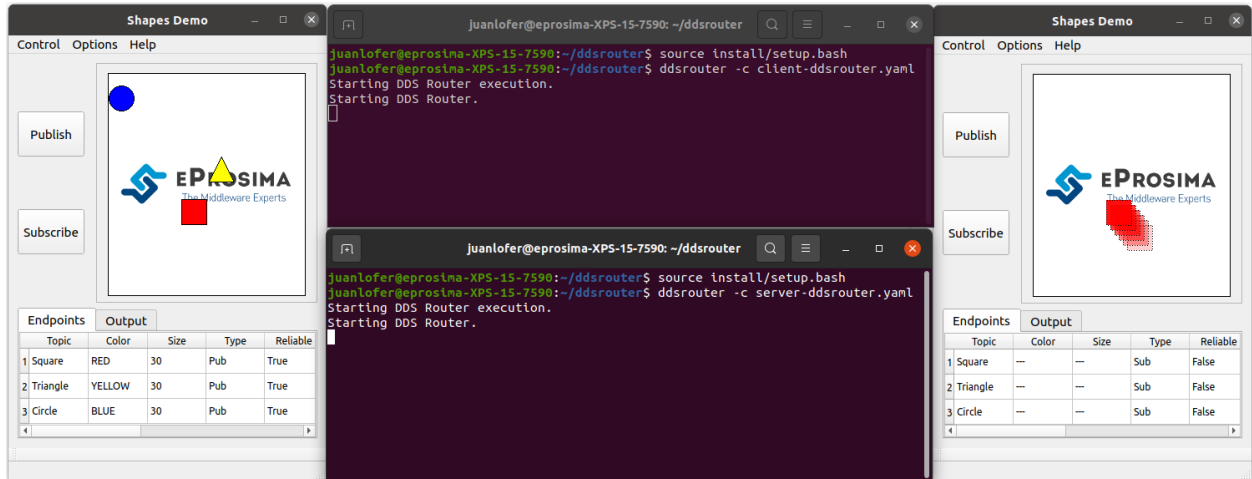 Shapes Demo
Control Options Help
Publish
Subscribe
EPROSIMA
The Middleware Experts
Endpoints Output
Topic Color Size Type Reliable
1 Square RED 30 Pub True
2 Triangle YELLOW 30 Pub True
3 Circle BLUE 30 Pub True
juanlofer@eprosima-XPS-15-7590: ~/ddsrouter
juanlofer@eprosima-XPS-15-7590:~/ddsrouter$ source install/setup.bash
juanlofer@eprosima-XPS-15-7590:~/ddsrouter$ ddsrouter -c client-ddsrouter.yaml
Starting DDS Router execution.
Starting DDS Router.
juanlofer@eprosima-XPS-15-7590: ~/ddsrouter
juanlofer@eprosima-XPS-15-7590:~/ddsrouter$ source install/setup.bash
juanlofer@eprosima-XPS-15-7590:~/ddsrouter$ ddsrouter -c server-ddsrouter.yaml
Starting DDS Router execution.
Starting DDS Router.
Shapes Demo
Control Options Help
Publish
Subscribe
EPROSIMA
The Middleware Experts
Endpoints Output
Topic Color Size Type Reliable
1 Square --- --- Sub False
2 Triangle --- --- Sub False
3 Circle --- --- Sub False